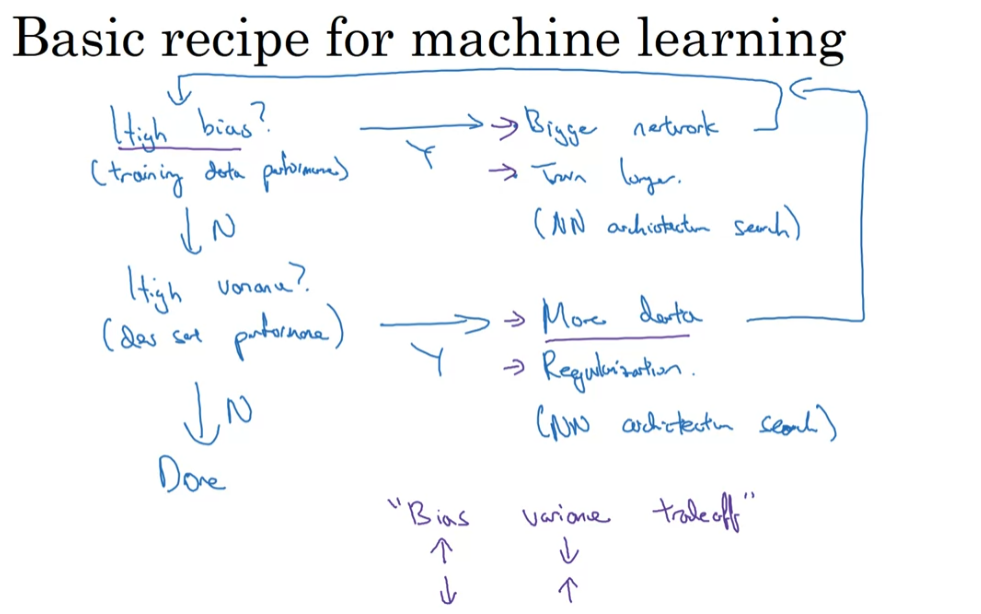 Basic recipe for machine learning
High bias?
(training data performance)
Y
Bigger network
Train longer.
(NN architecture search)
N
High variance?
(dev set performance)
Y
More data
Regularization.
(NN architecture search)
N
Done
"Bias variance tradeoff"